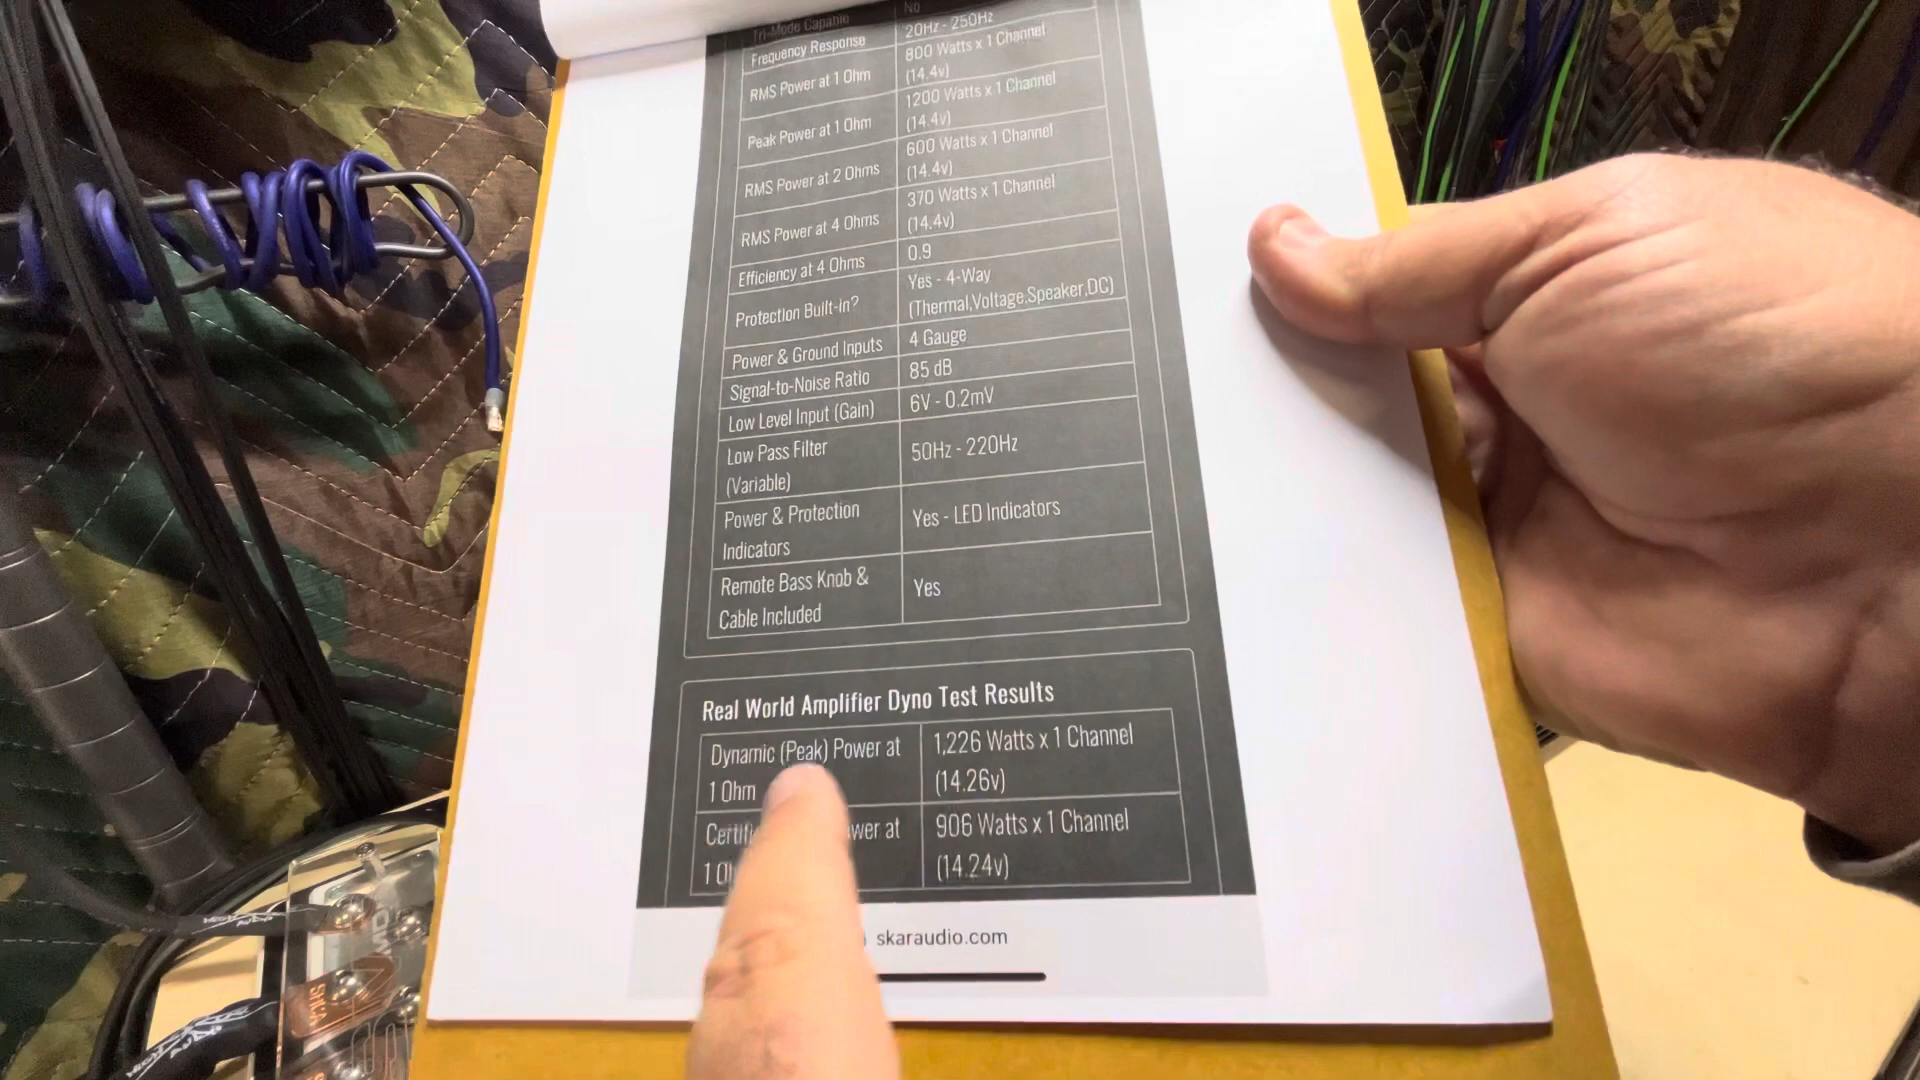 Tri-Mode Capable No
Frequency Response 20Hz - 250Hz
RMS Power at 1 Ohm 800 Watts x 1 Channel
(14.4v)
Peak Power at 1 Ohm 1200 Watts x 1 Channel
(14.4v)
RMS Power at 2 Ohms 600 Watts x 1 Channel
(14.4v)
RMS Power at 4 Ohms 370 Watts x 1 Channel
(14.4v)
Efficiency at 4 Ohms 0.9
Protection Built-in? Yes - 4-Way
(Thermal,Voltage,Speaker,DC)
Power & Ground Inputs 4 Gauge
Signal-to-Noise Ratio 85 dB
Low Level Input (Gain) 6V - 0.2mV
Low Pass Filter
(Variable) 50Hz - 220Hz
Power & Protection
Indicators Yes - LED Indicators
Remote Bass Knob &
Cable Included Yes
Real World Amplifier Dyno Test Results
Dynamic (Peak) Power at 1,226 Watts x 1 Channel
1 Ohm (14.26v)
906 Watts x 1 Channel
(14.24v)
skaraudio.com